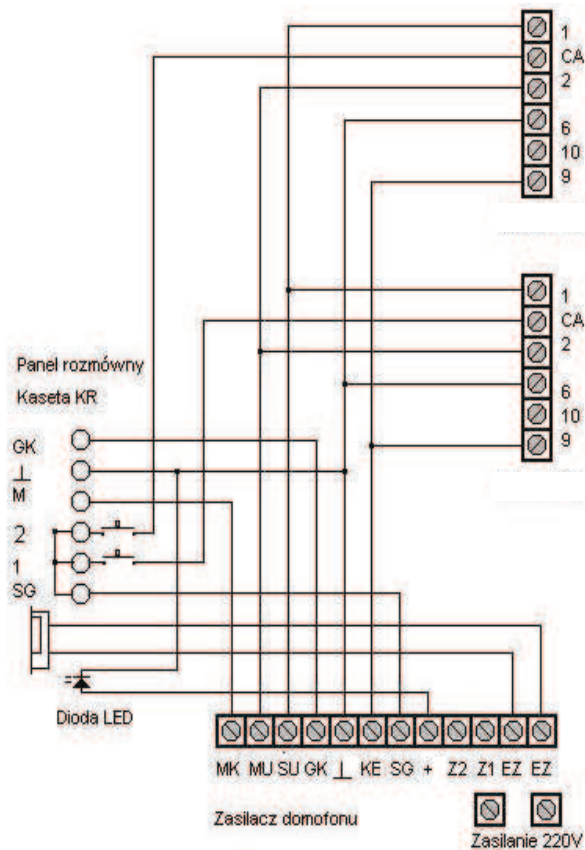 1
CA
2
6
10
9
1
CA
2
6
10
9
Panel rozmówny
Kaseta KR
GK
⊥
M
2
1
SG
Dioda LED
MK MU SU GK ⊥ KE SG + Z2 Z1 EZ EZ
Zasilacz domofonu
Zasilanie 220V